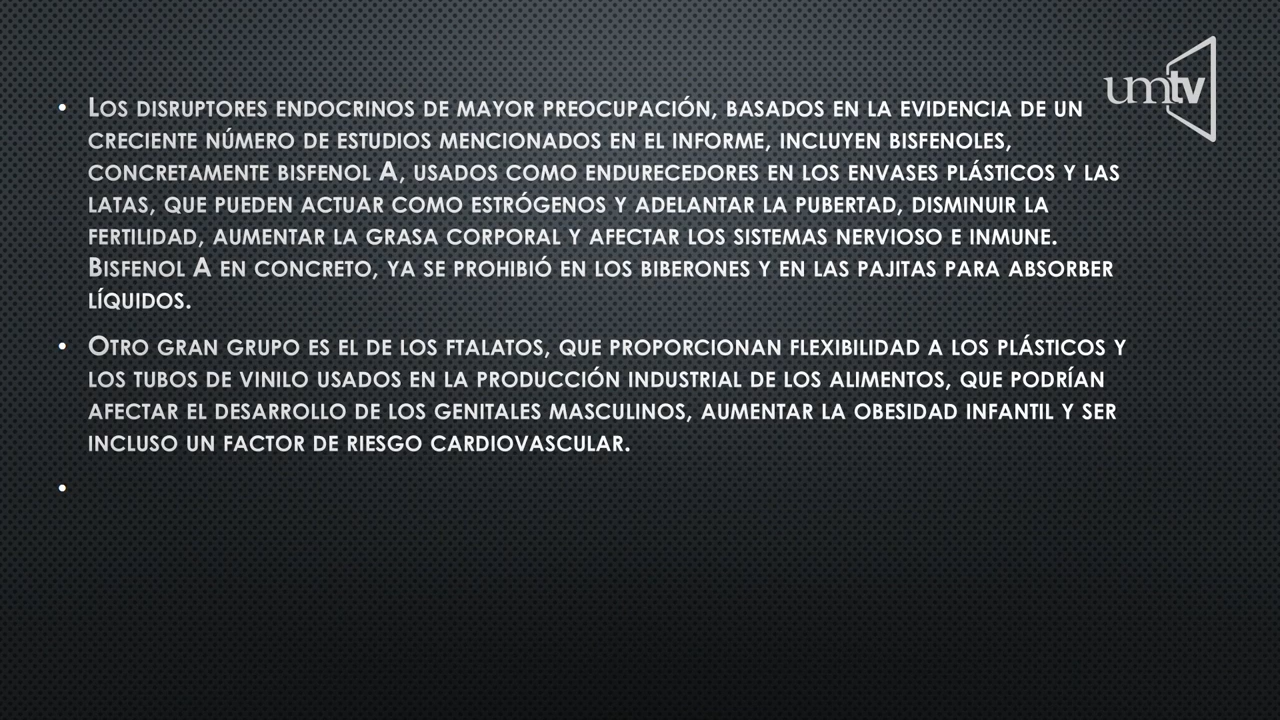 umtv
• Los disruptores endocrinos de mayor preocupación, basados en la evidencia de un
creciente número de estudios mencionados en el informe, incluyen bisfenoles,
concretamente bisfenol A, usados como endurecedores en los envases plásticos y las
latas, que pueden actuar como estrógenos y adelantar la pubertad, disminuir la
fertilidad, aumentar la grasa corporal y afectar los sistemas nervioso e inmune.
Bisfenol A en concreto, ya se prohibió en los biberones y en las pajitas para absorber
líquidos.
• Otro gran grupo es el de los ftalatos, que proporcionan flexibilidad a los plásticos y
los tubos de vinilo usados en la producción industrial de los alimentos, que podrían
afectar el desarrollo de los genitales masculinos, aumentar la obesidad infantil y ser
incluso un factor de riesgo cardiovascular.
•